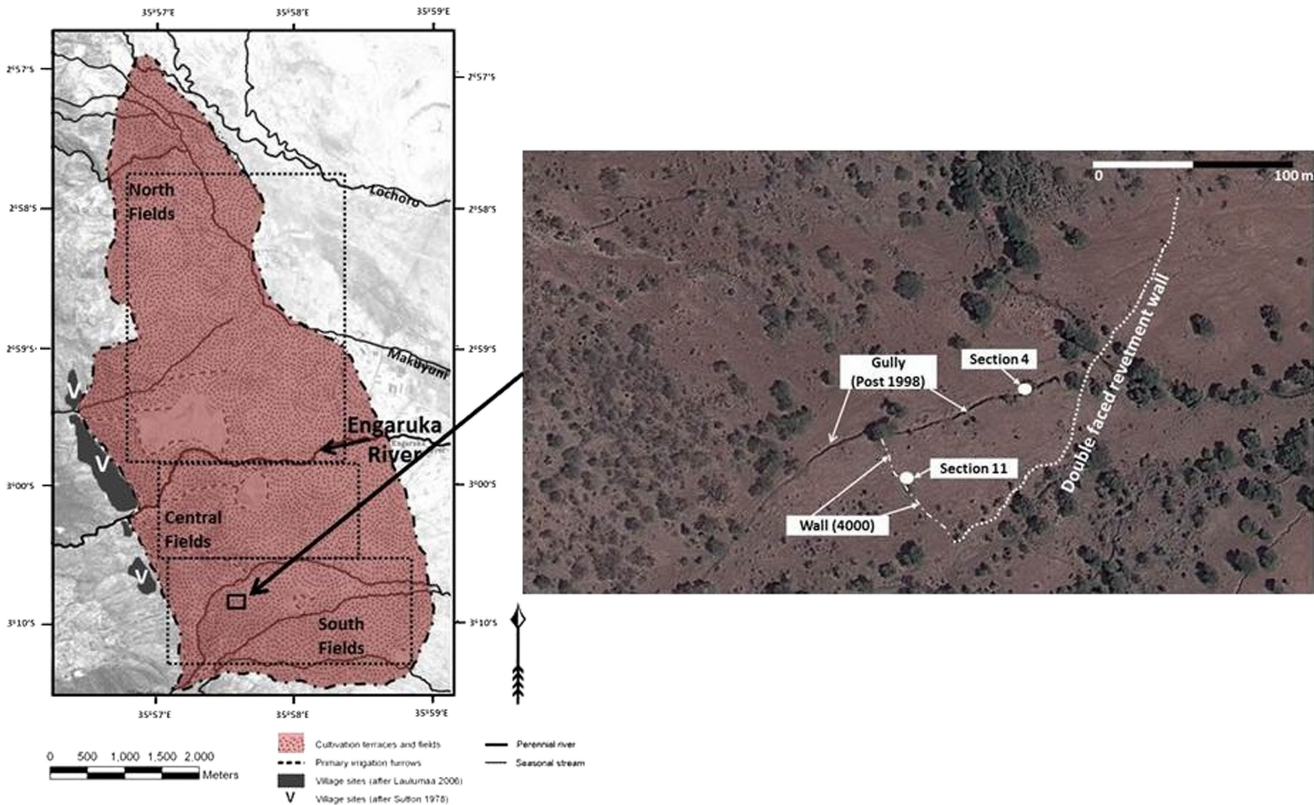 35°57'E 35°58'E 35°59'E
2°57'S 2°57'S
North
Fields
Lochoro
2°58'S 2°58'S
2°59'S 2°59'S
Makuyuni
V
Engaruka
River
V
3°00'S 3°00'S
Central
Fields
V
3°10'S 3°10'S
South
Fields
35°57'E 35°58'E 35°59'E
0 500 1,000 1,500 2,000
Meters
Cultivation terraces and fields
Primary irrigation furrows
Village sites (after Laulumaa 2006)
V Village sites (after Sutton 1978)
Perennial river
Seasonal stream
0 100 m
Double faced revetment wall
Gully
(Post 1998)
Section 4
Section 11
Wall (4000)